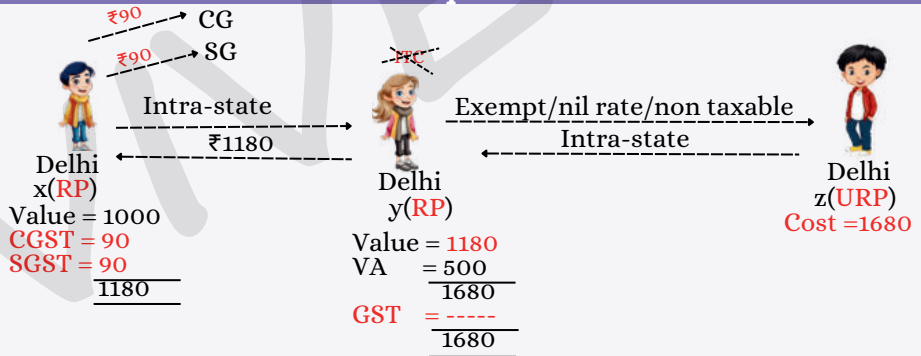 ₹90
CG
₹90
SG
ITC
Intra-state
₹1180
Exempt/nil rate/non taxable
Intra-state
Delhi
x(RP)
Value = 1000
CGST = 90
SGST = 90
1180
Delhi
y(RP)
Value = 1180
VA = 500
1680
GST = -----
1680
Delhi
z(URP)
Cost =1680